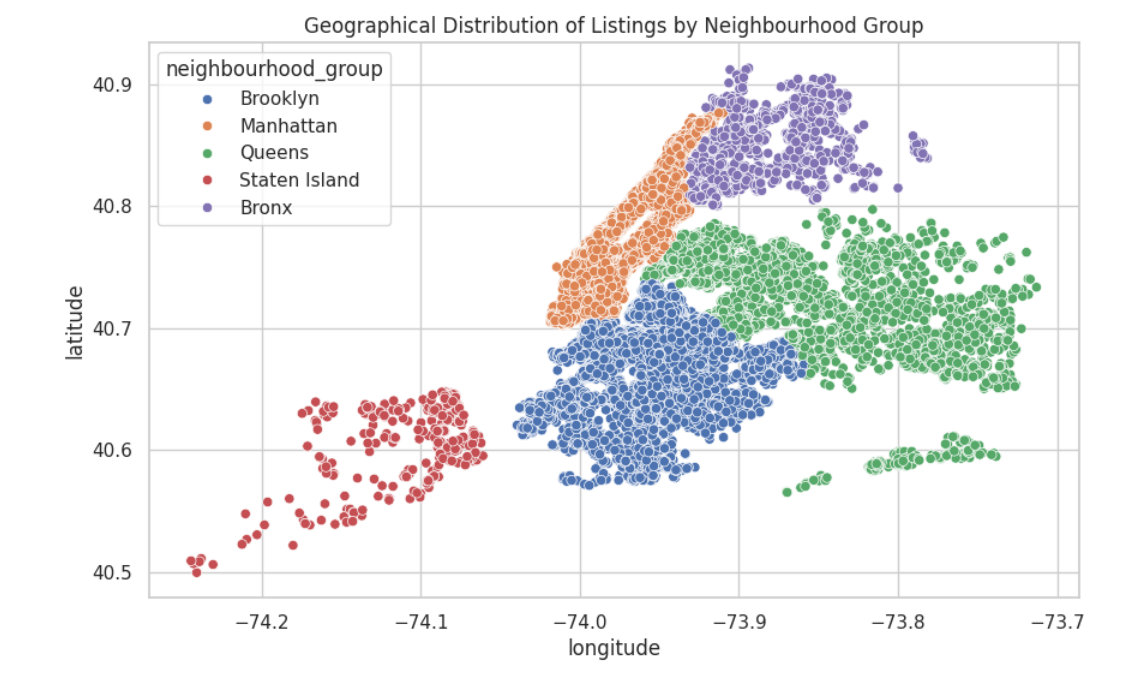 Geographical Distribution of Listings by Neighbourhood Group
neighbourhood_group
Brooklyn
Manhattan
Queens
Staten Island
Bronx
40.9
40.8
40.7
40.6
40.5
latitude
−74.2
−74.1
−74.0
−73.9
−73.8
−73.7
longitude